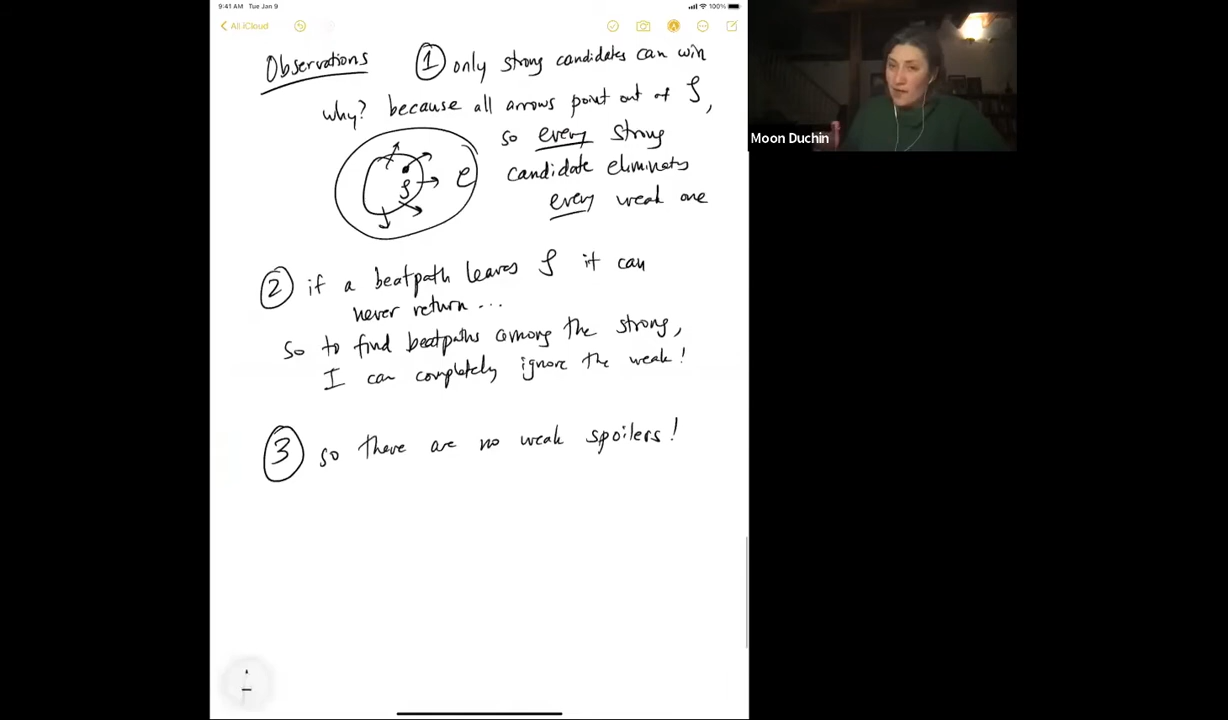 9:41 AM Tue Jan 9
100%
All iCloud
Observations ① only strong candidates can win
why? because all arrows point out of S,
so every strong
candidate eliminates
every weak one
S
C
② if a beatpath leaves S it can
never return...
so to find beatpaths among the strong,
I can completely ignore the weak!
③ so there are no weak spoilers!
Moon Duchin